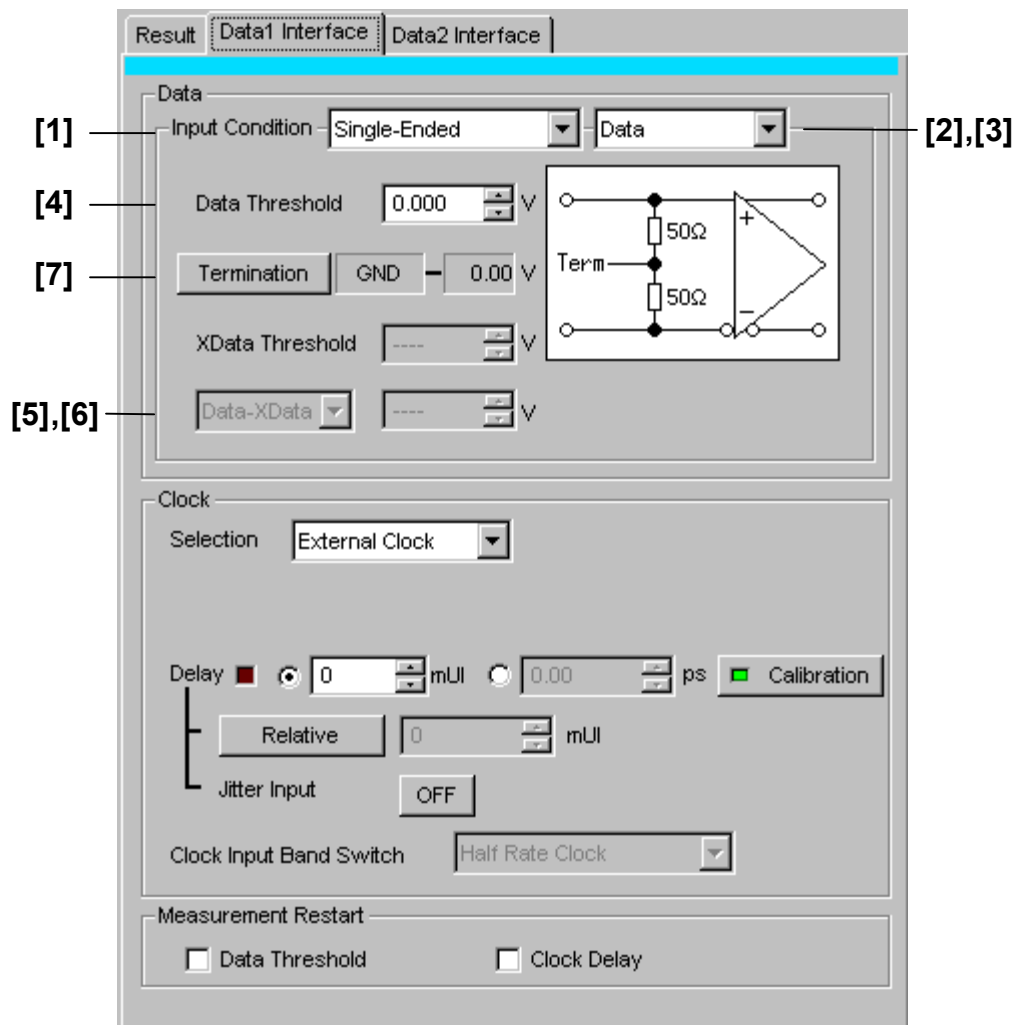 Result Data1 Interface Data2 Interface
Data
[1] Input Condition Single-Ended Data [2],[3]
[4] Data Threshold 0.000 V
+
50Ω
[7] Termination GND – 0.00 V
Term
50Ω
–
XData Threshold ---- V
[5],[6] Data-XData ---- V
Clock
Selection External Clock
Delay 0 mUI 0.00 ps Calibration
Relative 0 mUI
Jitter Input OFF
Clock Input Band Switch Half Rate Clock
Measurement Restart
Data Threshold Clock Delay